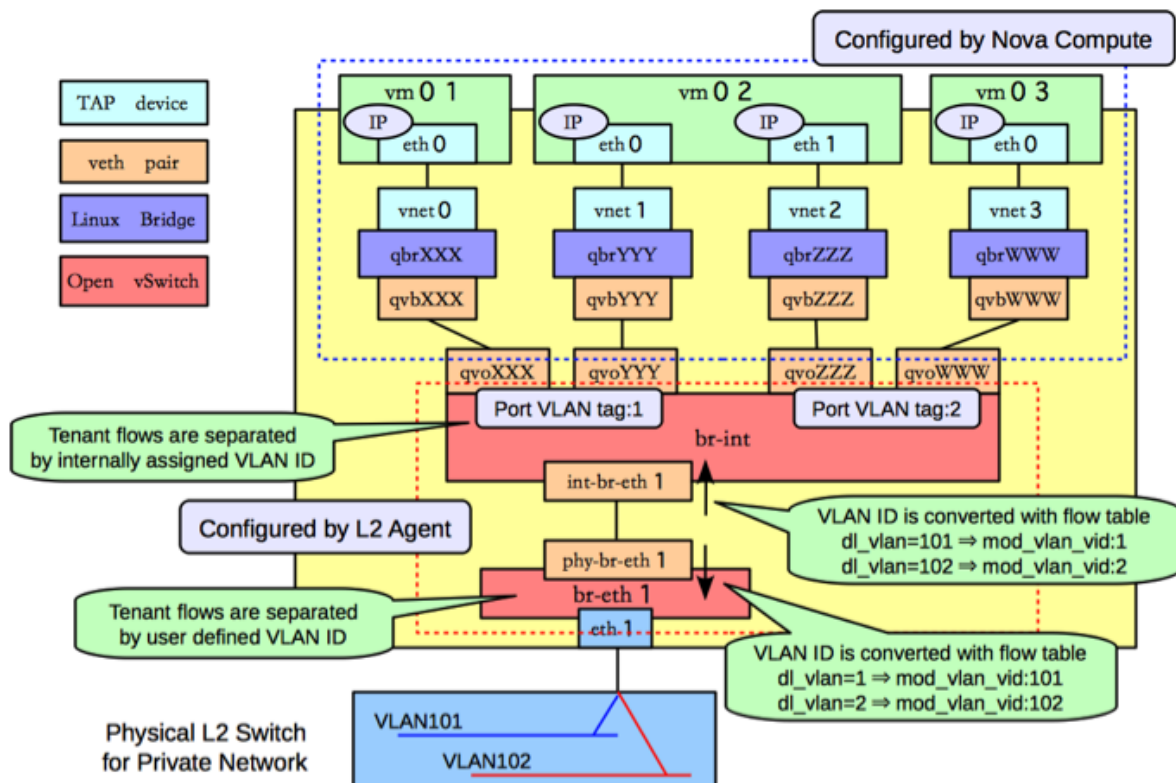 Configured by Nova Compute
TAP device
veth pair
Linux Bridge
Open vSwitch
vm 0 1
vm 0 2
vm 0 3
IP
IP
IP
IP
eth 0
eth 0
eth 1
eth 0
vnet 0
vnet 1
vnet 2
vnet 3
qbrXXX
qbrYYY
qbrZZZ
qbrWWW
qvbXXX
qvbYYY
qvbZZZ
qvbWWW
qvoXXX
qvoYYY
qvoZZZ
qvoWWW
Port VLAN tag:1
Port VLAN tag:2
br-int
Tenant flows are separated
by internally assigned VLAN ID
int-br-eth 1
Configured by L2 Agent
VLAN ID is converted with flow table
dl_vlan=101 ⇒ mod_vlan_vid:1
dl_vlan=102 ⇒ mod_vlan_vid:2
phy-br-eth 1
br-eth 1
Tenant flows are separated
by user defined VLAN ID
eth 1
VLAN ID is converted with flow table
dl_vlan=1 ⇒ mod_vlan_vid:101
dl_vlan=2 ⇒ mod_vlan_vid:102
Physical L2 Switch
for Private Network
VLAN101
VLAN102